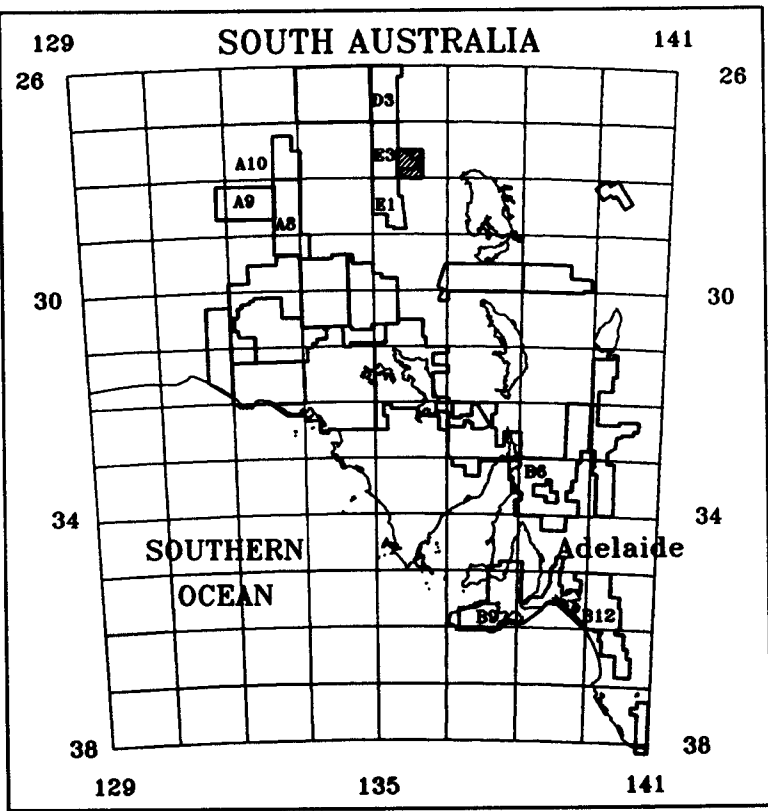 129 SOUTH AUSTRALIA 141
26 26
D3
A10 E3
A9 E1
A8
30 30
B6
34 34
SOUTHERN Adelaide
OCEAN
B9 B12
38 38
129 135 141